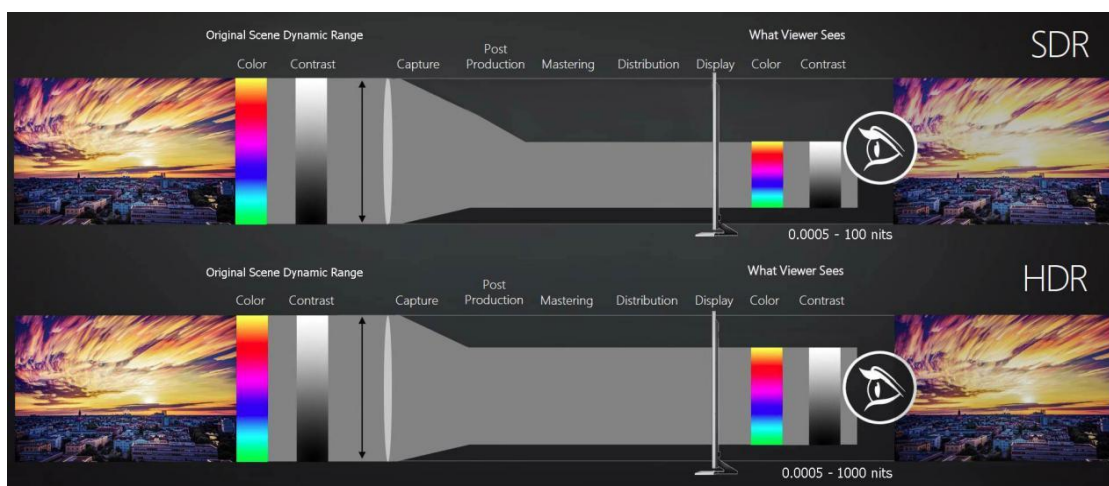 SDR
Original Scene Dynamic Range
What Viewer Sees
Color Contrast Capture Post Production Mastering Distribution Display Color Contrast
0.0005 - 100 nits
HDR
Original Scene Dynamic Range
What Viewer Sees
Color Contrast Capture Post Production Mastering Distribution Display Color Contrast
0.0005 - 1000 nits